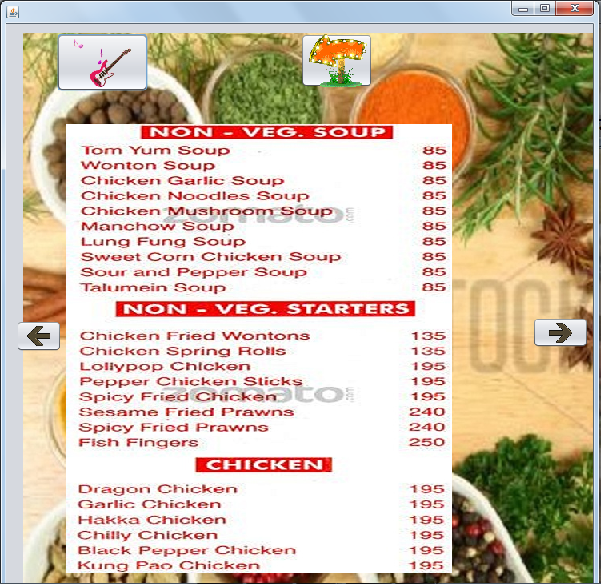 NON - VEG. SOUP
Tom Yum Soup 85
Wonton Soup 85
Chicken Garlic Soup 85
Chicken Noodles Soup 85
Chicken Mushroom Soup 85
zomato.com
Manchow Soup 85
Lung Fung Soup 85
Sweet Corn Chicken Soup 85
Sour and Pepper Soup 85
Talumein Soup 85
NON - VEG. STARTERS
Chicken Fried Wontons 135
Chicken Spring Rolls 135
Lollypop Chicken 195
Pepper Chicken Sticks 195
zomato.com
Spicy Fried Chicken 195
Sesame Fried Prawns 240
Spicy Fried Prawns 240
Fish Fingers 250
CHICKEN
Dragon Chicken 195
Garlic Chicken 195
Hakka Chicken 195
Chilly Chicken 195
Black Pepper Chicken 195
Kung Pao Chicken 195